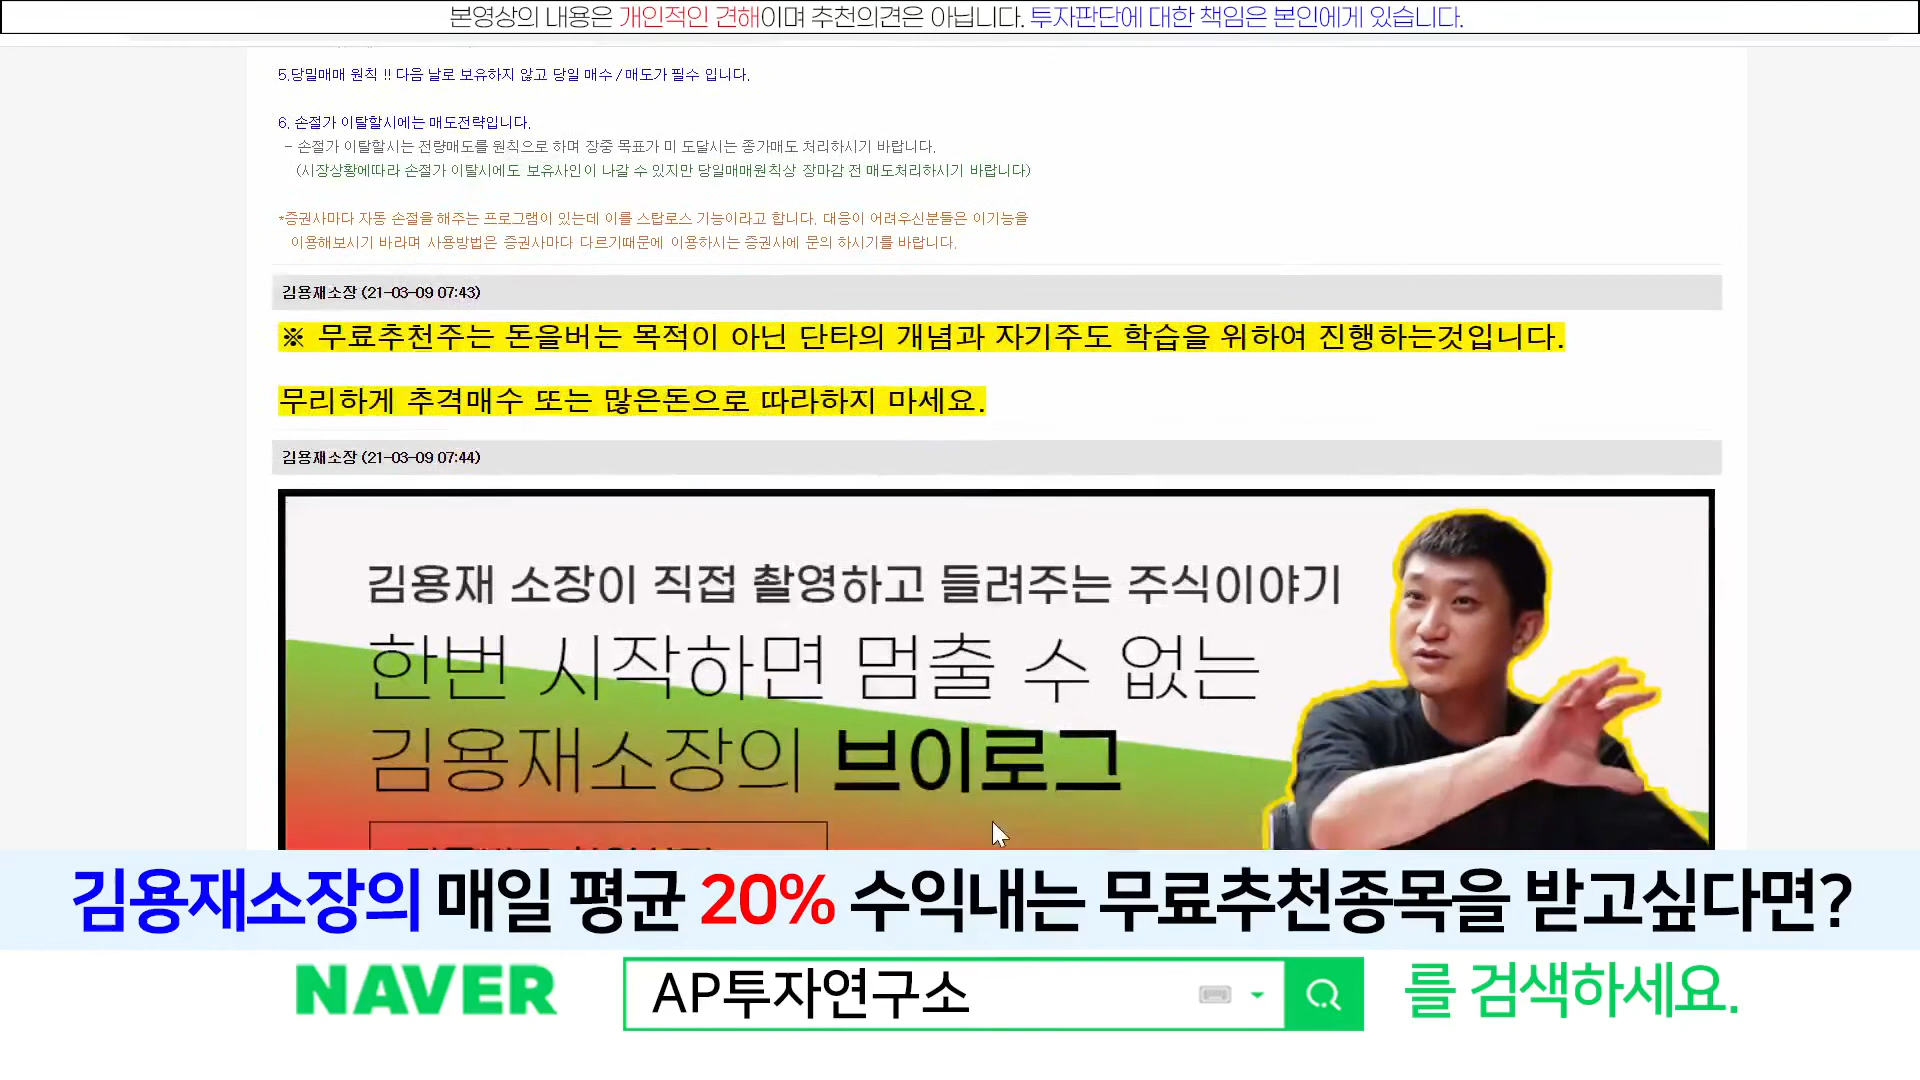 본영상의 내용은 개인적인 견해이며 추천의견은 아닙니다. 투자판단에 대한 책임은 본인에게 있습니다.
5.당밀매매 원칙 !! 다음 날로 보유하지 않고 당일 매수 / 매도가 필수 입니다.
6. 손절가 이탈할시에는 매도전략입니다.
- 손절가 이탈할시는 전량매도를 원칙으로 하며 장중 목표가 미 도달시는 종가매도 처리하시기 바랍니다.
(시장상황에따라 손절가 이탈시에도 보유사인이 나갈 수 있지만 당일매매원칙상 장마감 전 매도처리하시기 바랍니다)
*증권사마다 자동 손절을 해주는 프로그램이 있는데 이를 스탑로스 기능이라고 합니다. 대응이 어려우신분들은 이기능을
이용해보시기 바라며 사용방법은 증권사마다 다르기때문에 이용하시는 증권사에 문의 하시기를 바랍니다.
김용재소장 (21-03-09 07:43)
※ 무료추천주는 돈을버는 목적이 아닌 단타의 개념과 자기주도 학습을 위하여 진행하는것입니다.
무리하게 추격매수 또는 많은돈으로 따라하지 마세요.
김용재소장 (21-03-09 07:44)
김용재 소장이 직접 촬영하고 들려주는 주식이야기
한번 시작하면 멈출 수 없는
김용재소장의 브이로그
김용재소장의 매일 평균 20% 수익내는 무료추천종목을 받고싶다면?
NAVER AP투자연구소 를 검색하세요.